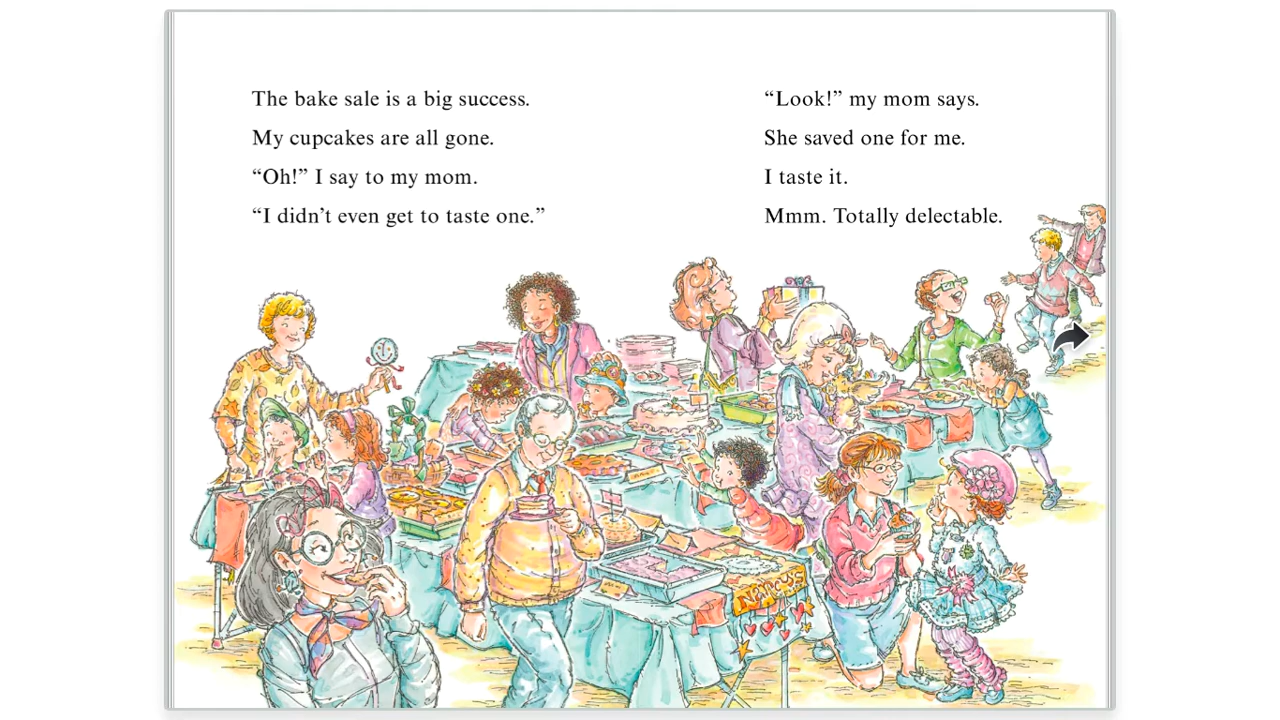 The bake sale is a big success.
My cupcakes are all gone.
“Oh!” I say to my mom.
“I didn’t even get to taste one.”
“Look!” my mom says.
She saved one for me.
I taste it.
Mmm. Totally delectable.
NANCY'S